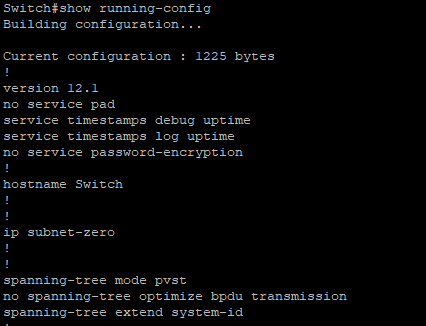 Switch#show running-config
Building configuration...
Current configuration : 1225 bytes
!
version 12.1
no service pad
service timestamps debug uptime
service timestamps log uptime
no service password-encryption
!
hostname Switch
!
!
ip subnet-zero
!
!
spanning-tree mode pvst
no spanning-tree optimize bpdu transmission
spanning-tree extend system-id
!